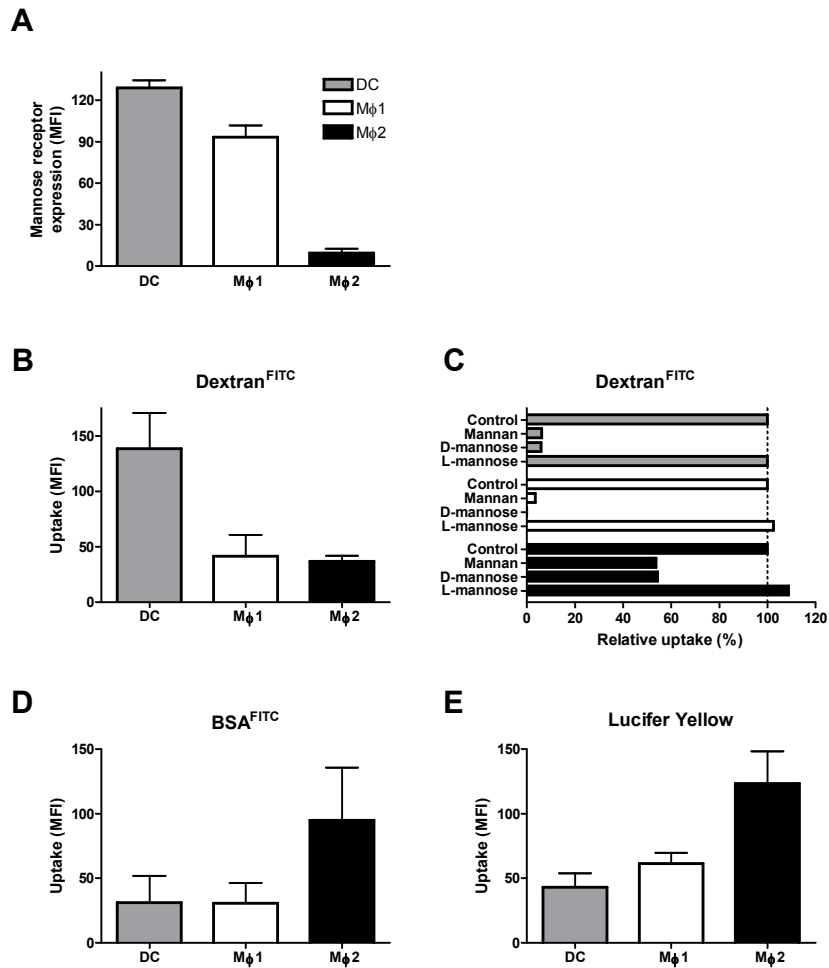 A
Mannose receptor
expression (MFI)
120
90
60
30
0
DC
Mϕ1
Mϕ2
DC
Mϕ1
Mϕ2
B
Dextran^FITC
Uptake (MFI)
150
100
50
0
DC
Mϕ1
Mϕ2
C
Dextran^FITC
Control
Mannan
D-mannose
L-mannose
Control
Mannan
D-mannose
L-mannose
Control
Mannan
D-mannose
L-mannose
0 20 40 60 80 100 120
Relative uptake (%)
D
BSA^FITC
Uptake (MFI)
150
100
50
0
DC
Mϕ1
Mϕ2
E
Lucifer Yellow
Uptake (MFI)
150
100
50
0
DC
Mϕ1
Mϕ2